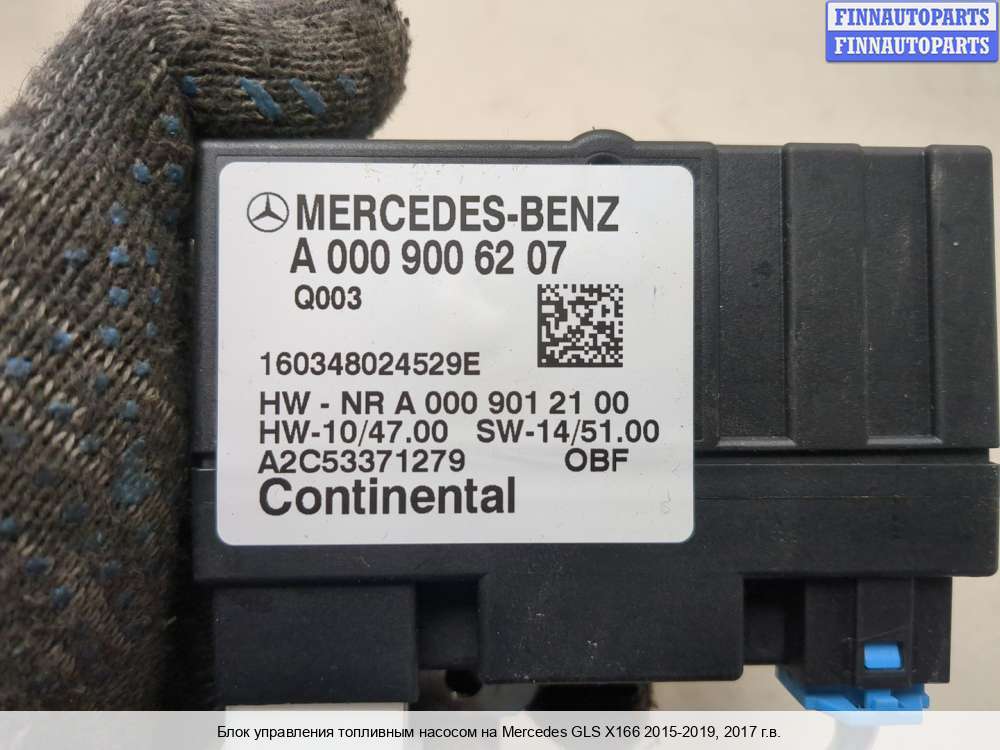 FINNAUTOPARTS
FINNAUTOPARTS
MERCEDES-BENZ
A 000 900 62 07
Q003
160348024529E
HW - NR A 000 901 21 00
HW-10/47.00 SW-14/51.00
A2C53371279 OBF
Continental
Блок управления топливным насосом на Mercedes GLS X166 2015-2019, 2017 г.в.